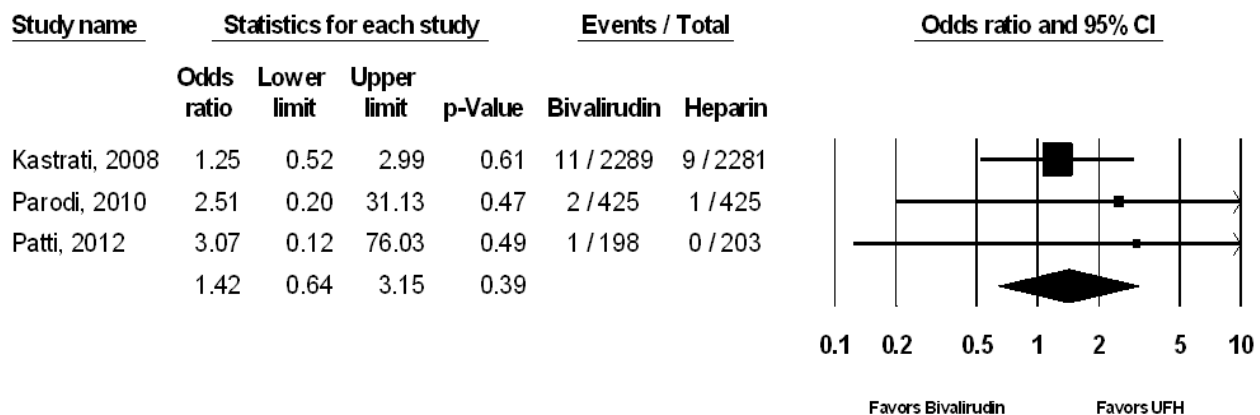 Study name Statistics for each study Events / Total Odds ratio and 95% CI
Odds Lower Upper
ratio limit limit p-Value Bivalirudin Heparin
Kastrati, 2008 1.25 0.52 2.99 0.61 11 / 2289 9 / 2281
Parodi, 2010 2.51 0.20 31.13 0.47 2 / 425 1 / 425
Patti, 2012 3.07 0.12 76.03 0.49 1 / 198 0 / 203
1.42 0.64 3.15 0.39
0.1 0.2 0.5 1 2 5 10
Favors Bivalirudin Favors UFH